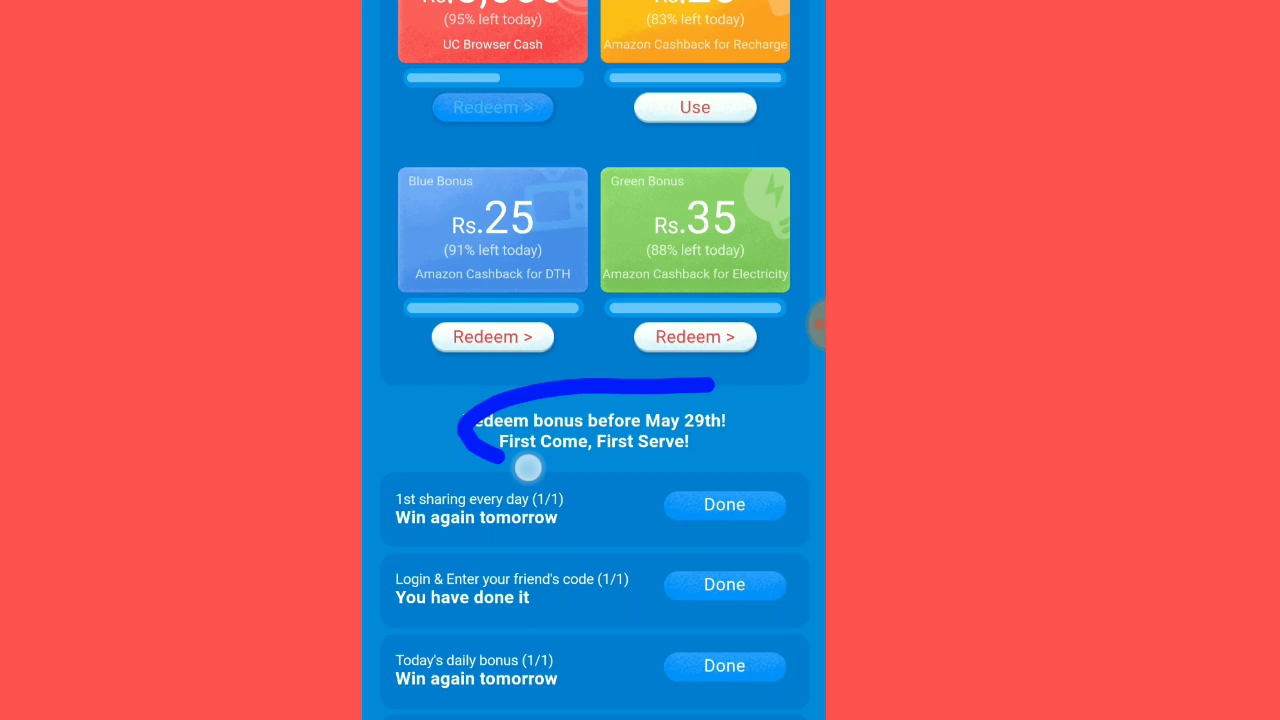 (95% left today)
(83% left today)
UC Browser Cash
Amazon Cashback for Recharge
Redeem >
Use
Blue Bonus
Green Bonus
Rs.25
Rs.35
(91% left today)
(88% left today)
Amazon Cashback for DTH
Amazon Cashback for Electricity
Redeem >
Redeem >
Redeem bonus before May 29th!
First Come, First Serve!
1st sharing every day (1/1)
Done
Win again tomorrow
Login & Enter your friend's code (1/1)
Done
You have done it
Today's daily bonus (1/1)
Done
Win again tomorrow